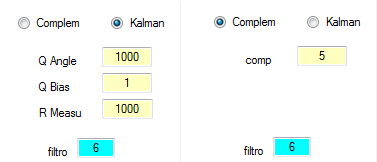 Complem Kalman
Q Angle 1000
Q Bias 1
R Measu 1000
filtro 6
Complem Kalman
comp 5
filtro 6